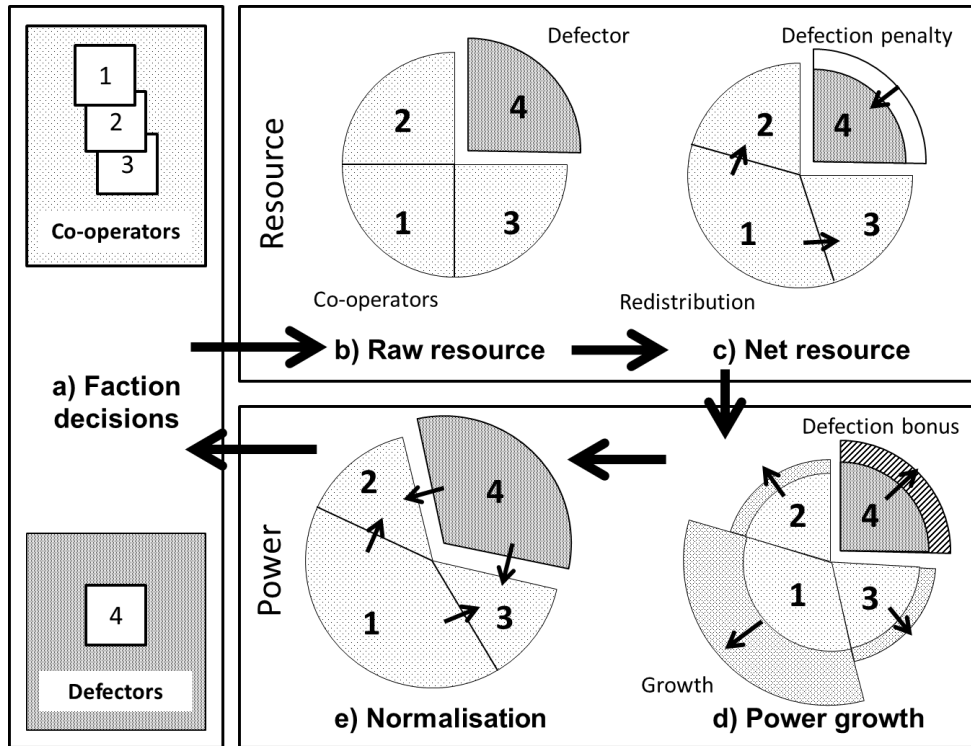 1
2
3
Co-operators
a) Faction
decisions
4
Defectors
Resource
Defector
2
4
1
3
Co-operators
b) Raw resource
Defection penalty
2
4
1
3
Redistribution
c) Net resource
Power
Defection bonus
2
4
1
3
Growth
d) Power growth
2
4
1
3
e) Normalisation